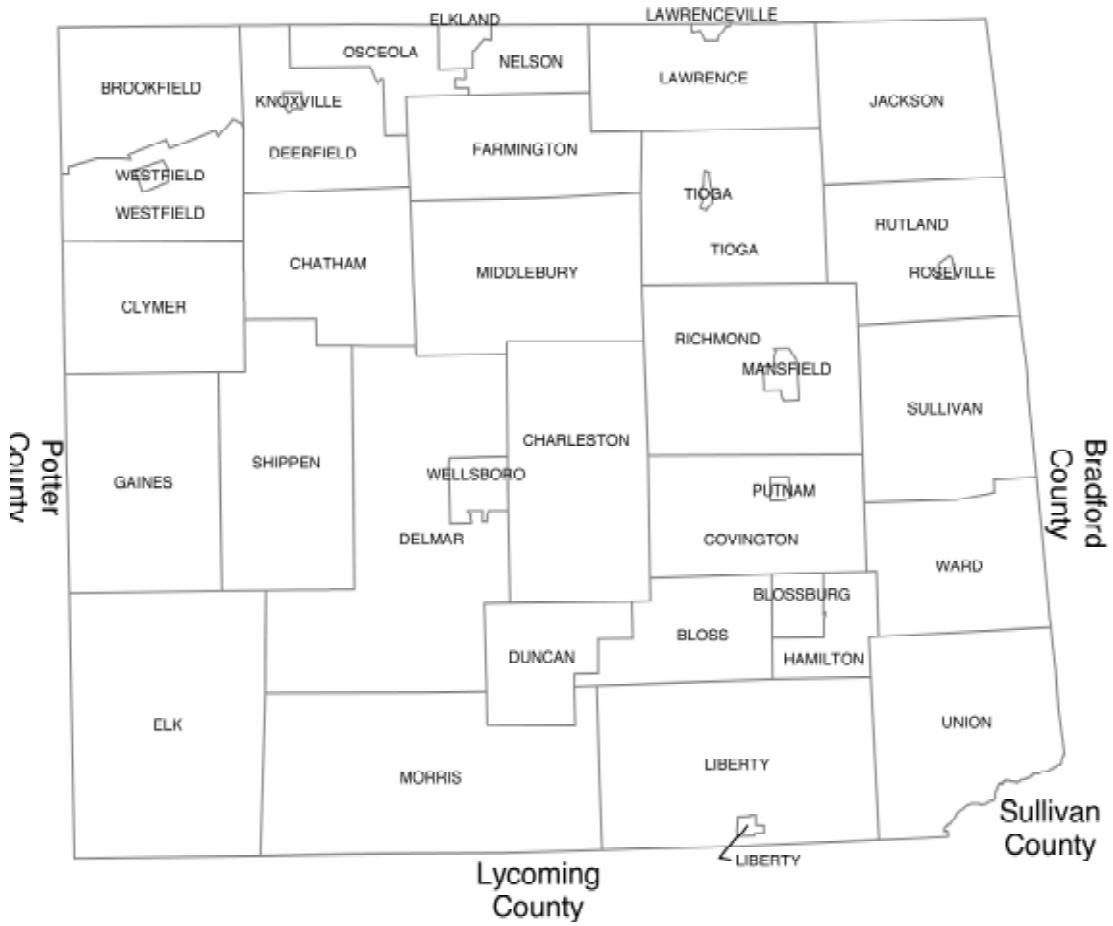 LAWRENCEVILLE
ELKLAND
OSCEOLA
NELSON
LAWRENCE
BROOKFIELD
KNOXVILLE
JACKSON
DEERFIELD
FARMINGTON
WESTFIELD
TIOGA
WESTFIELD
RUTLAND
TIOGA
CHATHAM
MIDDLEBURY
ROSEVILLE
CLYMER
RICHMOND
MANSFIELD
SULLIVAN
CHARLESTON
SHIPPEN
WELLSBORO
GAINES
PUTNAM
Potter
County
Bradford
County
DELMAR
COVINGTON
WARD
BLOSSBURG
BLOSS
DUNCAN
HAMILTON
ELK
UNION
MORRIS
LIBERTY
Sullivan
County
LIBERTY
Lycoming
County